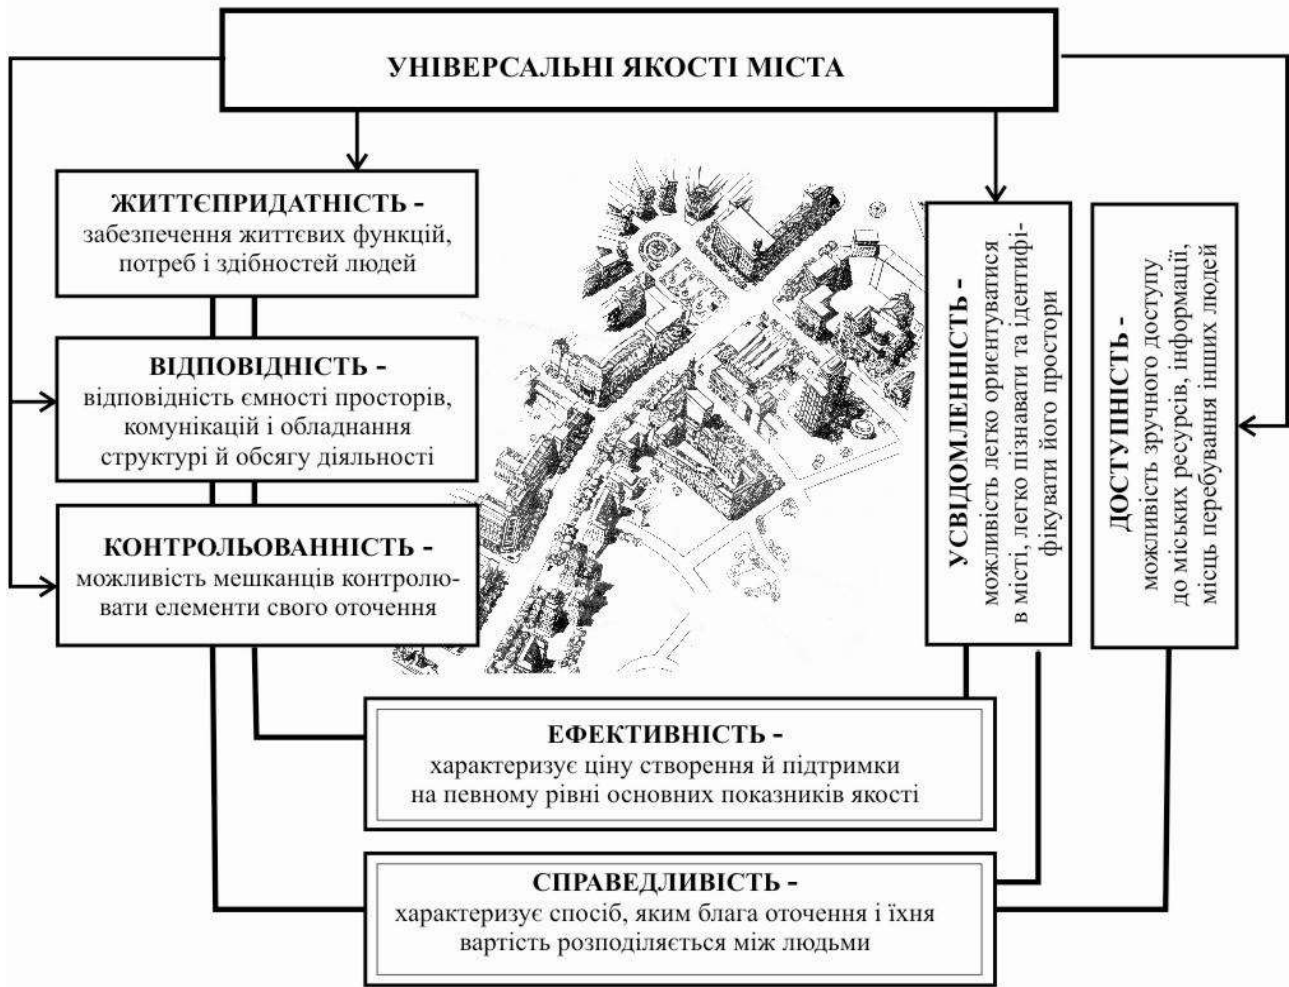 УНІВЕРСАЛЬНІ ЯКОСТІ МІСТА
ЖИТТЄПРИДАТНІСТЬ -
забезпечення життєвих функцій,
потреб і здібностей людей
ВІДПОВІДНІСТЬ -
відповідність ємності просторів,
комунікацій і обладнання
структурі й обсягу діяльності
КОНТРОЛЬОВАННІСТЬ -
можливість мешканців контролю-
вати елементи свого оточення
УСВІДОМЛЕННІСТЬ -
можливість легко орієнтуватися
в місті, легко пізнавати та ідентифі-
фікувати його простори
ДОСТУПНІСТЬ -
можливість зручного доступу
до міських ресурсів, інформації,
місць перебування інших людей
ЕФЕКТИВНІСТЬ -
характеризує ціну створення й підтримки
на певному рівні основних показників якості
СПРАВЕДЛИВІСТЬ -
характеризує спосіб, яким блага оточення і їхня
вартість розподіляється між людьми